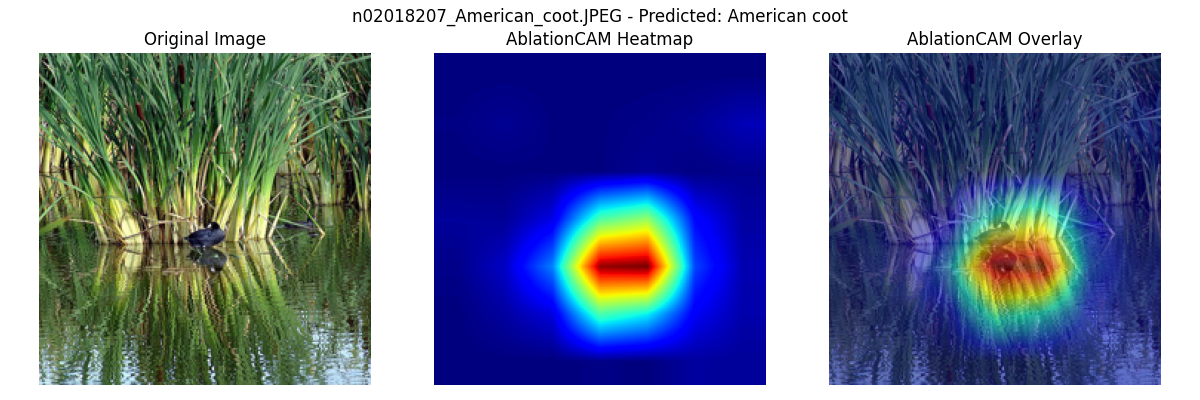 n02018207_American_coot.JPEG - Predicted: American coot
Original Image
AblationCAM Heatmap
AblationCAM Overlay